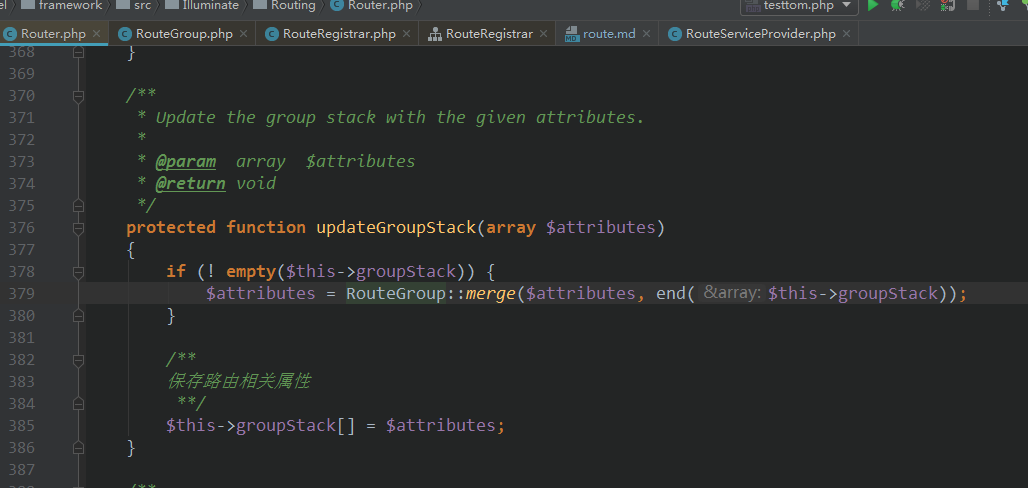 framework src Illuminate Routing Router.php testtom.php
Router.php RouteGroup.php RouteRegistrar.php RouteRegistrar route.md RouteServiceProvider.php
368 }
369
370 /**
371 * Update the group stack with the given attributes.
372 *
373 * @param array $attributes
374 * @return void
375 */
376 protected function updateGroupStack(array $attributes)
377 {
378 if (! empty($this->groupStack)) {
379 $attributes = RouteGroup::merge($attributes, end( &array: $this->groupStack));
380 }
381
382 /**
383 保存路由相关属性
384 **/
385 $this->groupStack[] = $attributes;
386 }
387
/**